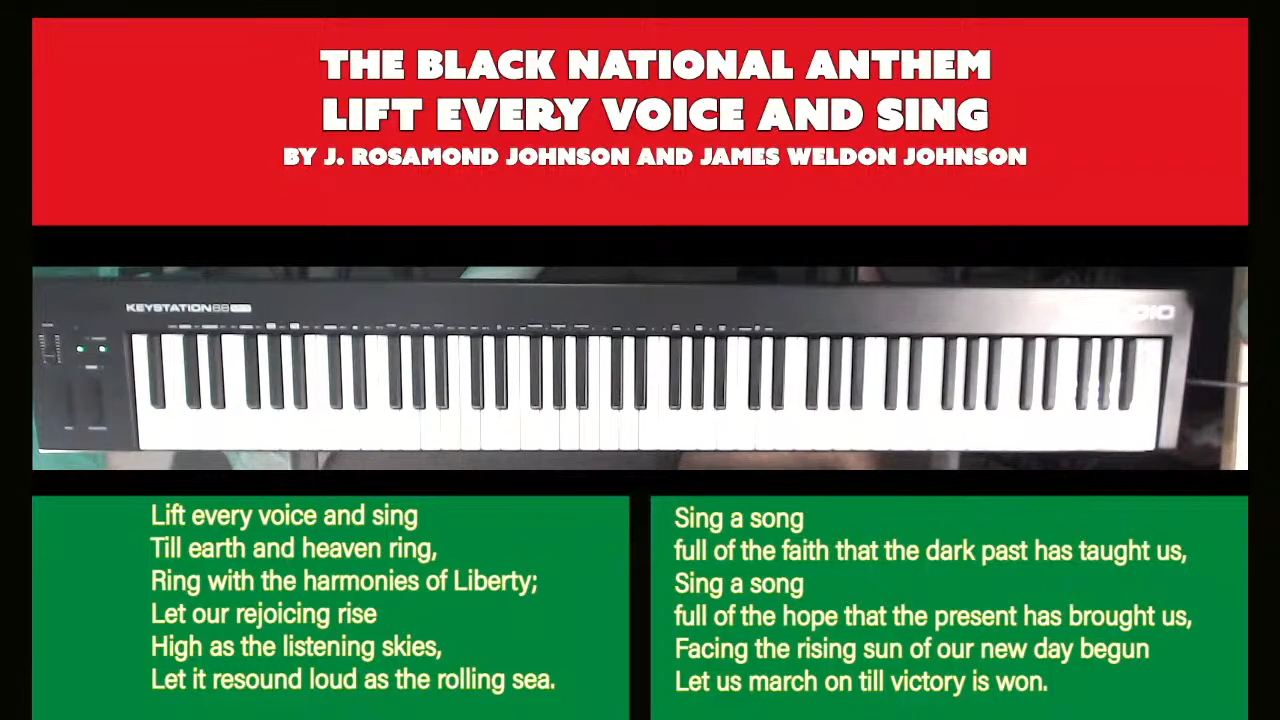 THE BLACK NATIONAL ANTHEM
LIFT EVERY VOICE AND SING
BY J. ROSAMOND JOHNSON AND JAMES WELDON JOHNSON
KEYSTATION 88
Lift every voice and sing
Till earth and heaven ring,
Ring with the harmonies of Liberty;
Let our rejoicing rise
High as the listening skies,
Let it resound loud as the rolling sea.
Sing a song
full of the faith that the dark past has taught us,
Sing a song
full of the hope that the present has brought us,
Facing the rising sun of our new day begun
Let us march on till victory is won.